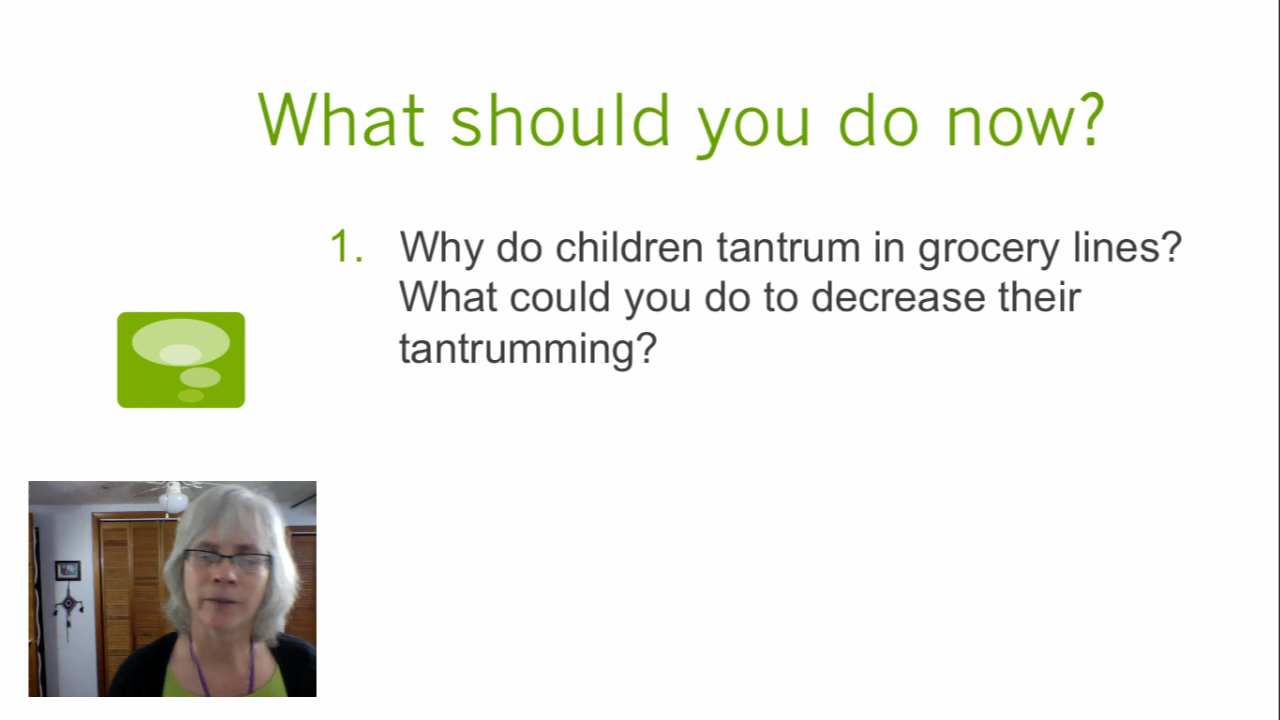 What should you do now?
1. Why do children tantrum in grocery lines?
What could you do to decrease their
tantrumming?